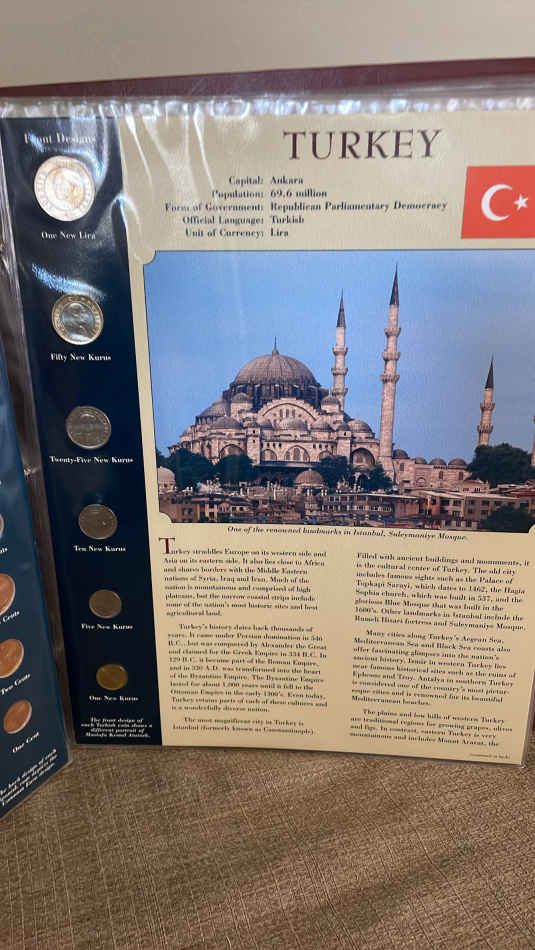 Front Designs
One New Lira
Fifty New Kurus
Twenty-Five New Kurus
Ten New Kurus
Five New Kurus
One New Kurus
The front design of
each Turkish coin shows a
different portrait of
Mustafa Kemal Ataturk.
TURKEY
Capital: Ankara
Population: 69.6 million
Form of Government: Republican Parliamentary Democracy
Official Language: Turkish
Unit of Currency: Lira
One of the renowned landmarks in Istanbul, Suleymaniye Mosque.
Turkey straddles Europe on its western side and
Asia on its eastern side. It also lies close to Africa
and shares borders with the Middle Eastern
nations of Syria, Iraq and Iran. Much of the
nation is mountainous and comprised of high
plateaus, but the narrow coastal strips include
some of the nation's most historic sites and best
agricultural land.
Turkey's history dates back thousands of
years. It came under Persian domination in 546
B.C., but was conquered by Alexander the Great
and claimed for the Greek Empire in 334 B.C. In
129 B.C. it became part of the Roman Empire,
and in 330 A.D. was transformed into the heart
of the Byzantine Empire. The Byzantine Empire
lasted for about 1,000 years until it fell to the
Ottoman Empire in the early 1300's. Even today,
Turkey retains parts of each of these cultures and
is a wonderfully diverse nation.
The most magnificent city in Turkey is
Istanbul (formerly known as Constantinople).
Filled with ancient buildings and monuments, it
is the cultural center of Turkey. The old city
includes famous sights such as the Palace of
Topkapi Sarayi, which dates to 1462, the Hagia
Sophia church, which was built in 537, and the
glorious Blue Mosque that was built in the
1600's. Other landmarks in Istanbul include the
Rumeli Hisari fortress and Suleymaniye Mosque.
Many cities along Turkey's Aegean Sea,
Mediterranean Sea and Black Sea coasts also
offer fascinating glimpses into the nation's
ancient history. Izmir in western Turkey lies
near famous historical sites such as the ruins of
Ephesus and Troy. Antalya in southern Turkey
is considered one of the country's most pictur-
esque cities and is renowned for its beautiful
Mediterranean beaches.
The plains and low hills of western Turkey
are traditional regions for growing grapes, olives
and figs. In contrast, eastern Turkey is very
mountainous and includes Mount Ararat, the
(continued on back)
Cents
Two Cents
One Cent